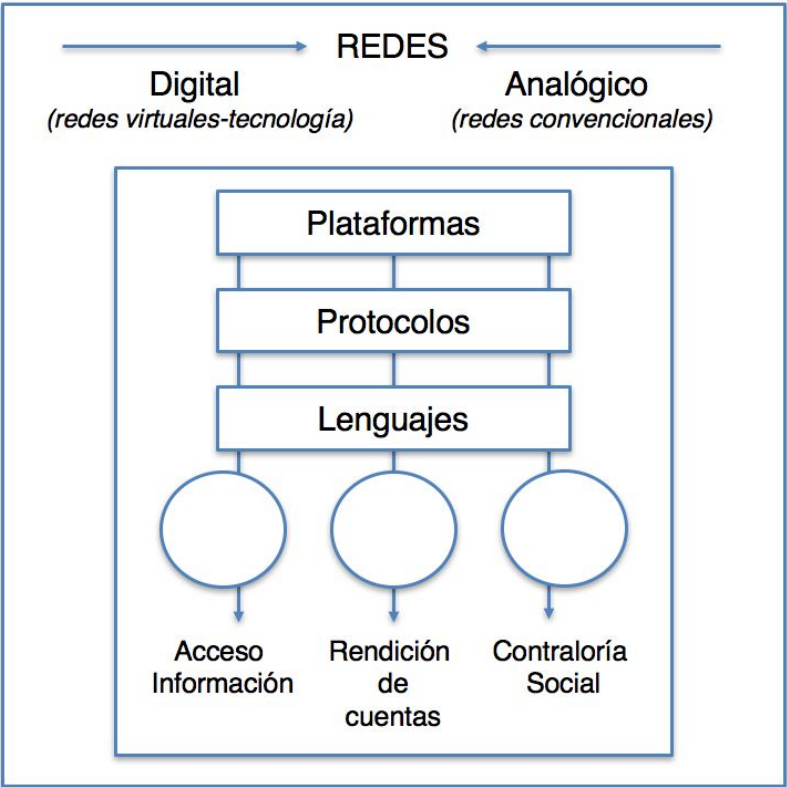 REDES
Digital
(redes virtuales-tecnología)
Analógico
(redes convencionales)
Plataformas
Protocolos
Lenguajes
Acceso
Información
Rendición
de
cuentas
Contraloría
Social